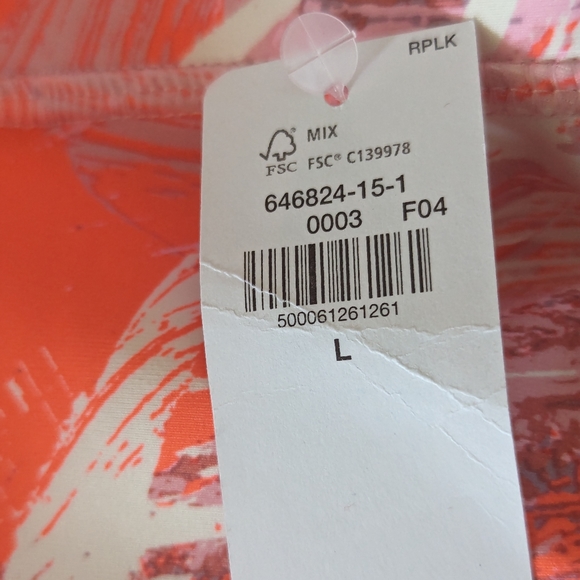 RPLK
MIX
FSC FSC® C139978
646824-15-1
0003 F04
500061261261
L